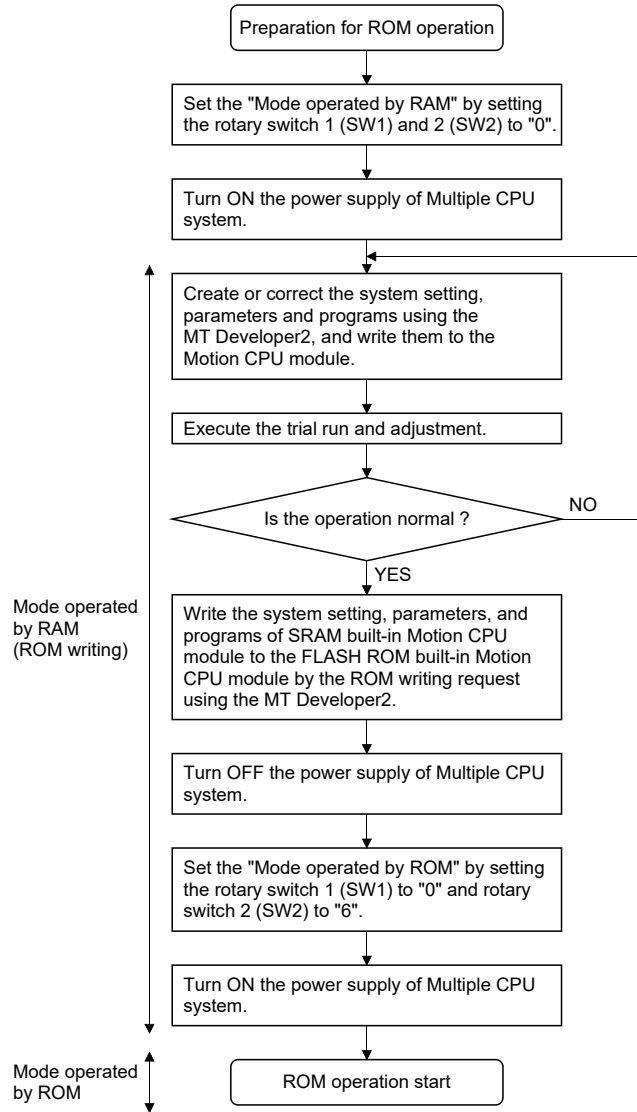 Preparation for ROM operation
Set the "Mode operated by RAM" by setting
the rotary switch 1 (SW1) and 2 (SW2) to "0".
Turn ON the power supply of Multiple CPU
system.
Create or correct the system setting,
parameters and programs using the
MT Developer2, and write them to the
Motion CPU module.
Execute the trial run and adjustment.
Is the operation normal ?
NO
YES
Mode operated
by RAM
(ROM writing)
Write the system setting, parameters, and
programs of SRAM built-in Motion CPU
module to the FLASH ROM built-in Motion
CPU module by the ROM writing request
using the MT Developer2.
Turn OFF the power supply of Multiple CPU
system.
Set the "Mode operated by ROM" by setting
the rotary switch 1 (SW1) to "0" and rotary
switch 2 (SW2) to "6".
Turn ON the power supply of Multiple CPU
system.
Mode operated
by ROM
ROM operation start